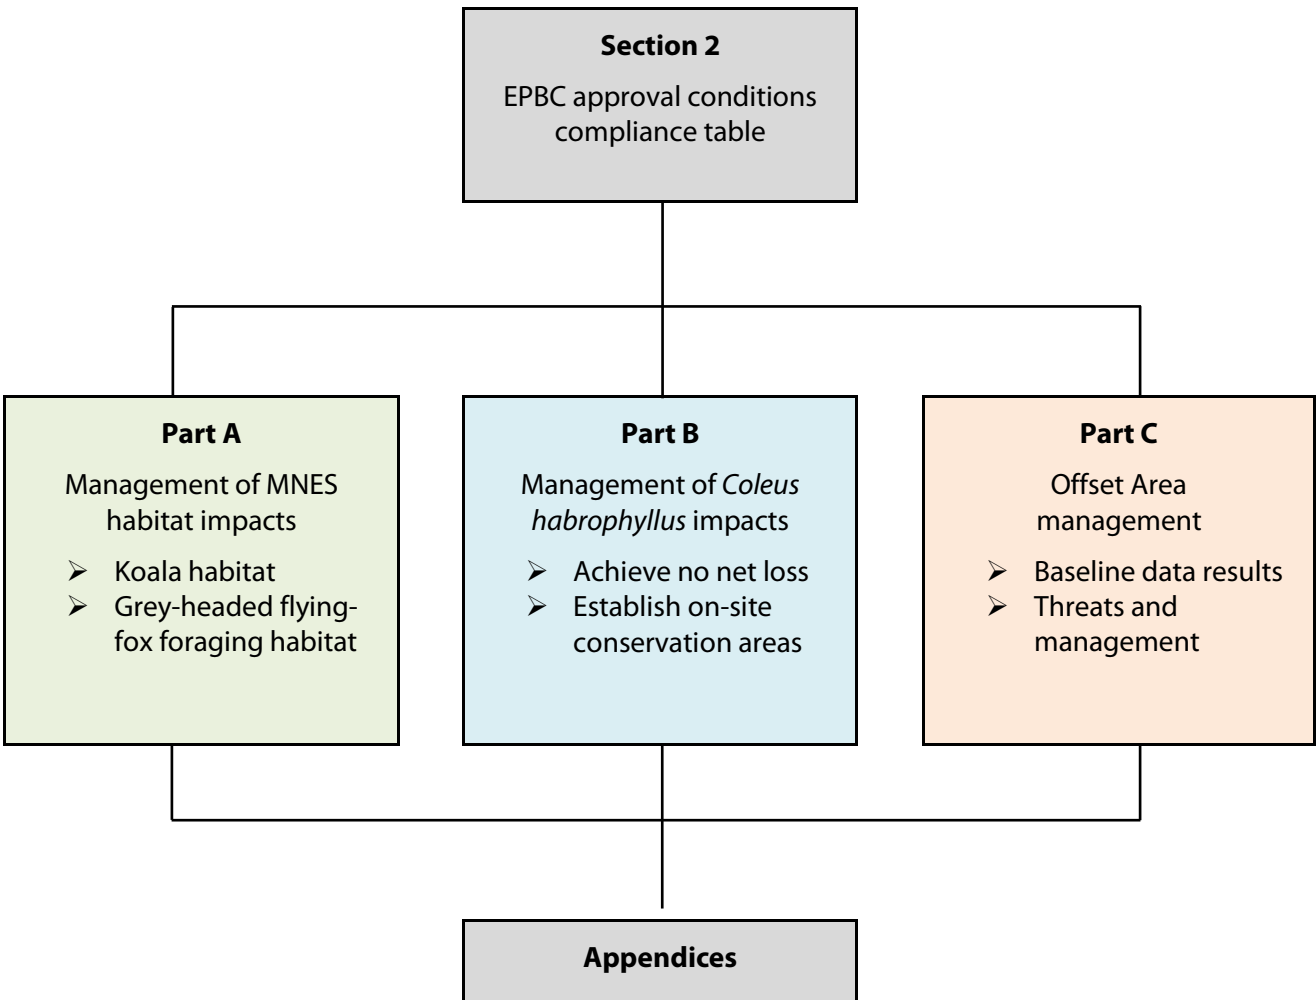 Section 2
EPBC approval conditions
compliance table
Part A
Management of MNES
habitat impacts
➢ Koala habitat
➢ Grey-headed flying-
fox foraging habitat
Part B
Management of Coleus
habrophyllus impacts
➢ Achieve no net loss
➢ Establish on-site
conservation areas
Part C
Offset Area
management
➢ Baseline data results
➢ Threats and
management
Appendices